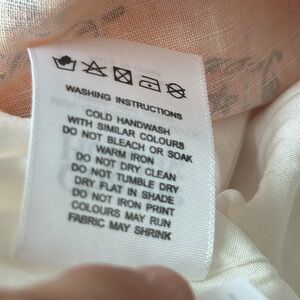 WASHING INSTRUCTIONS
COLD HANDWASH
WITH SIMILAR COLOURS
DO NOT BLEACH OR SOAK
WARM IRON
DO NOT DRY CLEAN
DO NOT TUMBLE DRY
DRY FLAT IN SHADE
DO NOT IRON PRINT
COLOURS MAY RUN
FABRIC MAY SHRINK